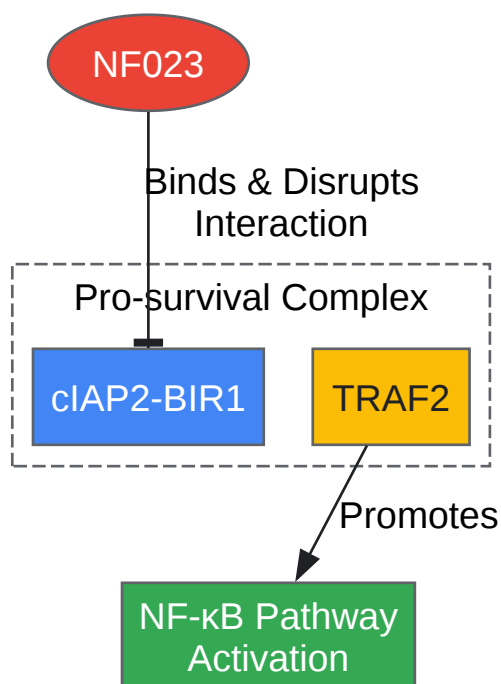 NF023
Binds & Disrupts
Interaction
Pro-survival Complex
cIAP2-BIR1
TRAF2
Promotes
NF-κB Pathway
Activation